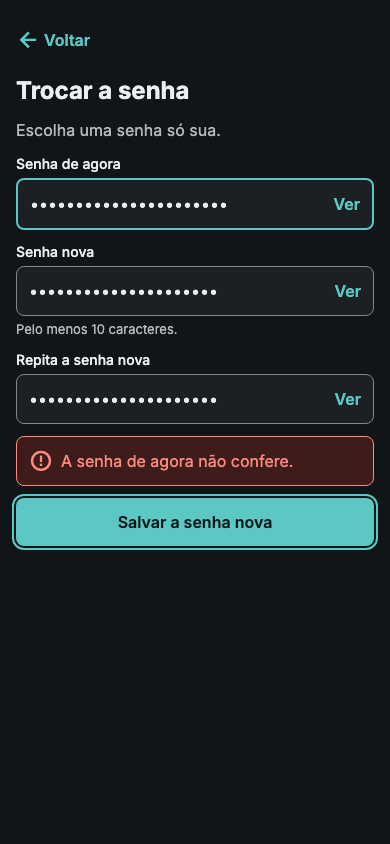 Voltar
Trocar a senha
Escolha uma senha só sua.
Senha de agora
•••••••••••••••••••••• Ver
Senha nova
••••••••••••••••••••• Ver
Pelo menos 10 caracteres.
Repita a senha nova
••••••••••••••••••••• Ver
A senha de agora não confere.
Salvar a senha nova